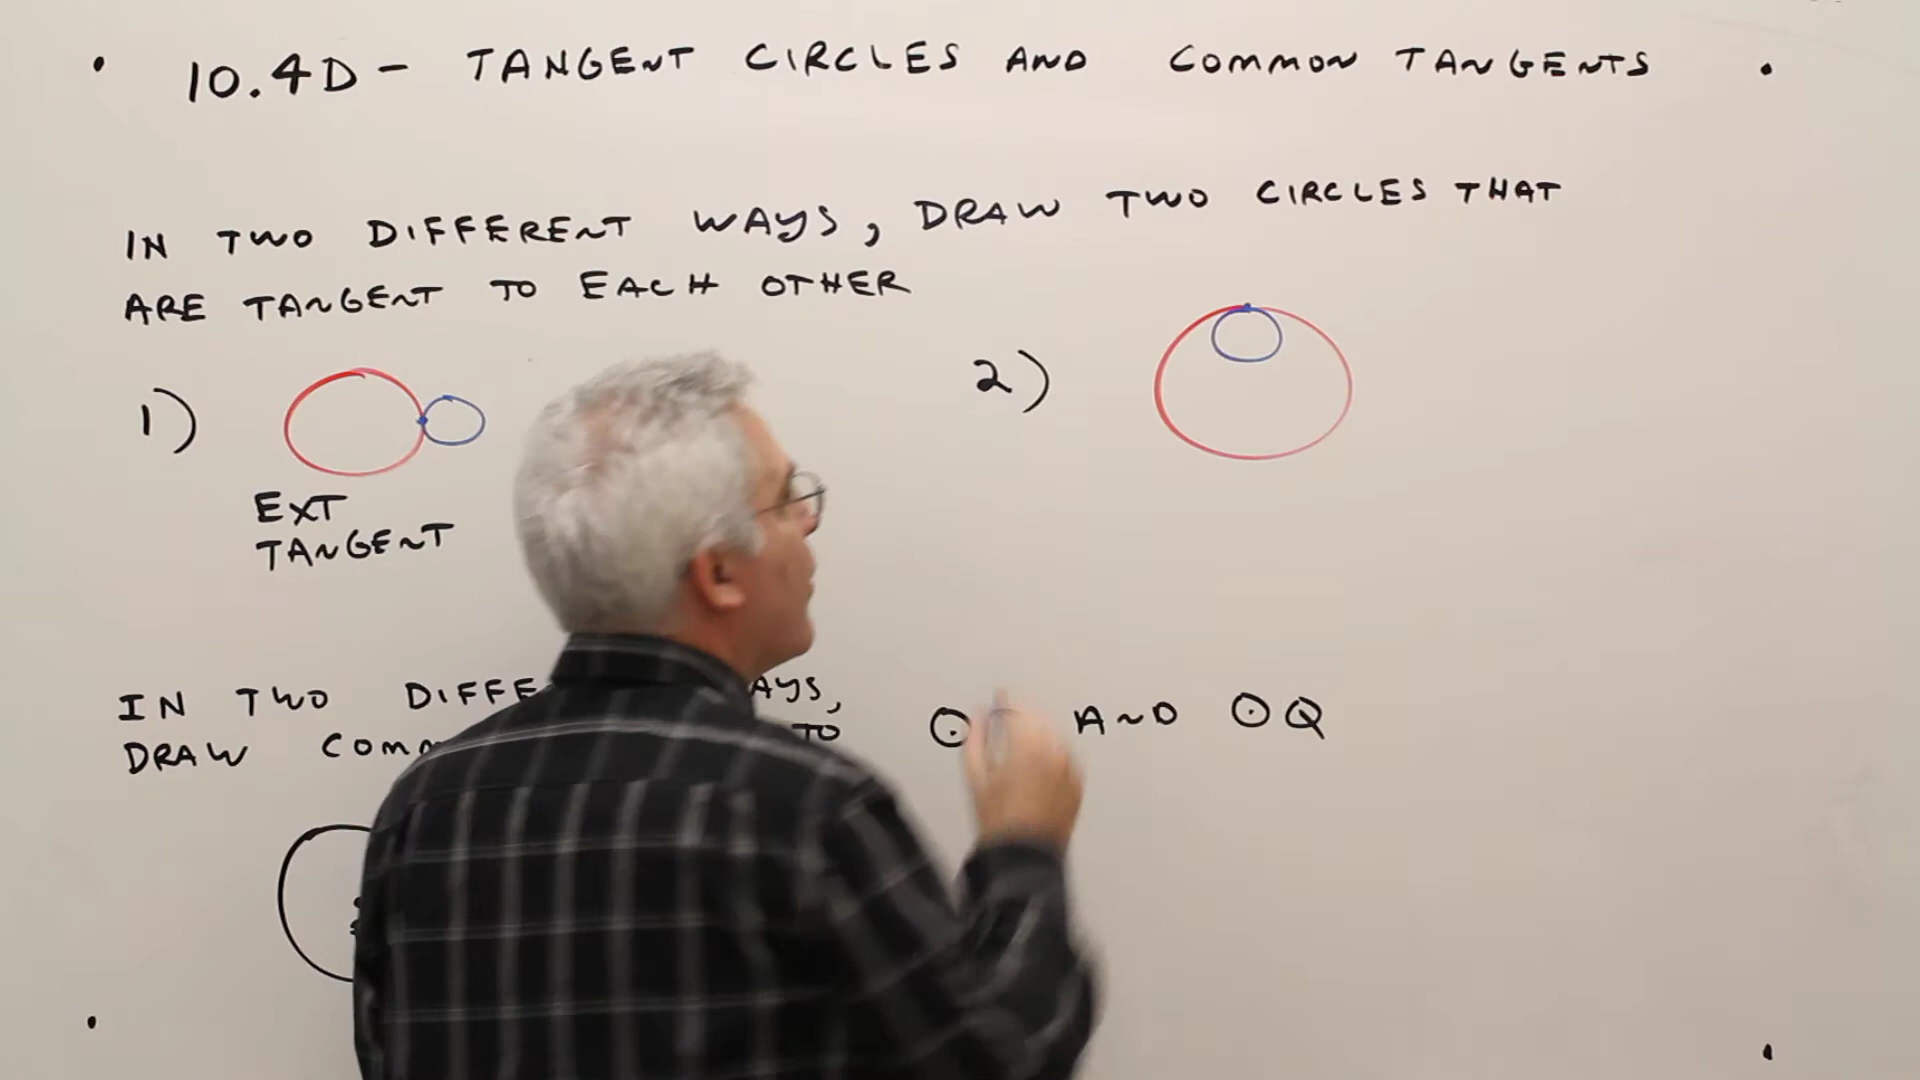 10.4D - TANGENT CIRCLES AND COMMON TANGENTS
IN TWO DIFFERENT WAYS, DRAW TWO CIRCLES THAT
ARE TANGENT TO EACH OTHER
1)
2)
EXT
TANGENT
IN TWO
DRAW TO ⊙ AND ⊙Q